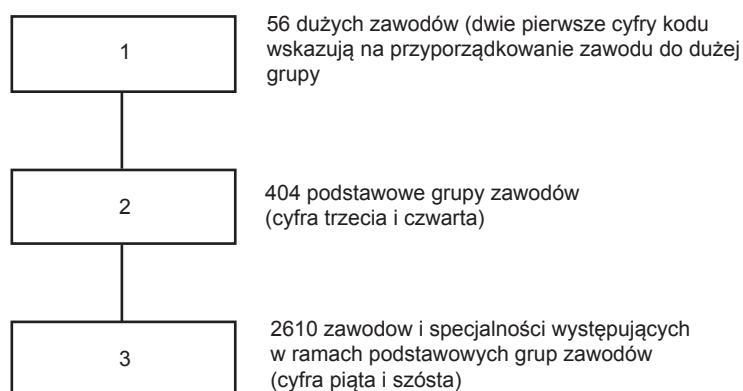 1
56 dużych zawodów (dwie pierwsze cyfry kodu
wskazują na przyporządkowanie zawodu do dużej
grupy
2
404 podstawowe grupy zawodów
(cyfra trzecia i czwarta)
3
2610 zawodow i specjalności występujących
w ramach podstawowych grup zawodów
(cyfra piąta i szósta)